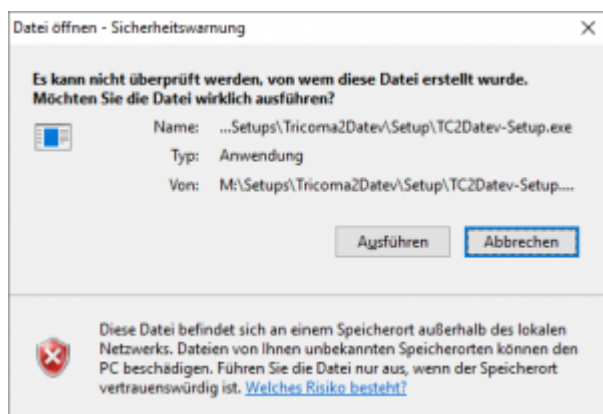 Datei öffnen - Sicherheitswarnung
Es kann nicht überprüft werden, von wem diese Datei erstellt wurde.
Möchten Sie die Datei wirklich ausführen?
Name: ...Setups\Tricoma2Datev\Setup\TC2Datev-Setup.exe
Typ: Anwendung
Von: M:\Setups\Tricoma2Datev\Setup\TC2Datev-Setup....
Ausführen Abbrechen
Diese Datei befindet sich an einem Speicherort außerhalb des lokalen
Netzwerks. Dateien von Ihnen unbekannten Speicherorten können den
PC beschädigen. Führen Sie die Datei nur aus, wenn der Speicherort
vertrauenswürdig ist. Welches Risiko besteht?